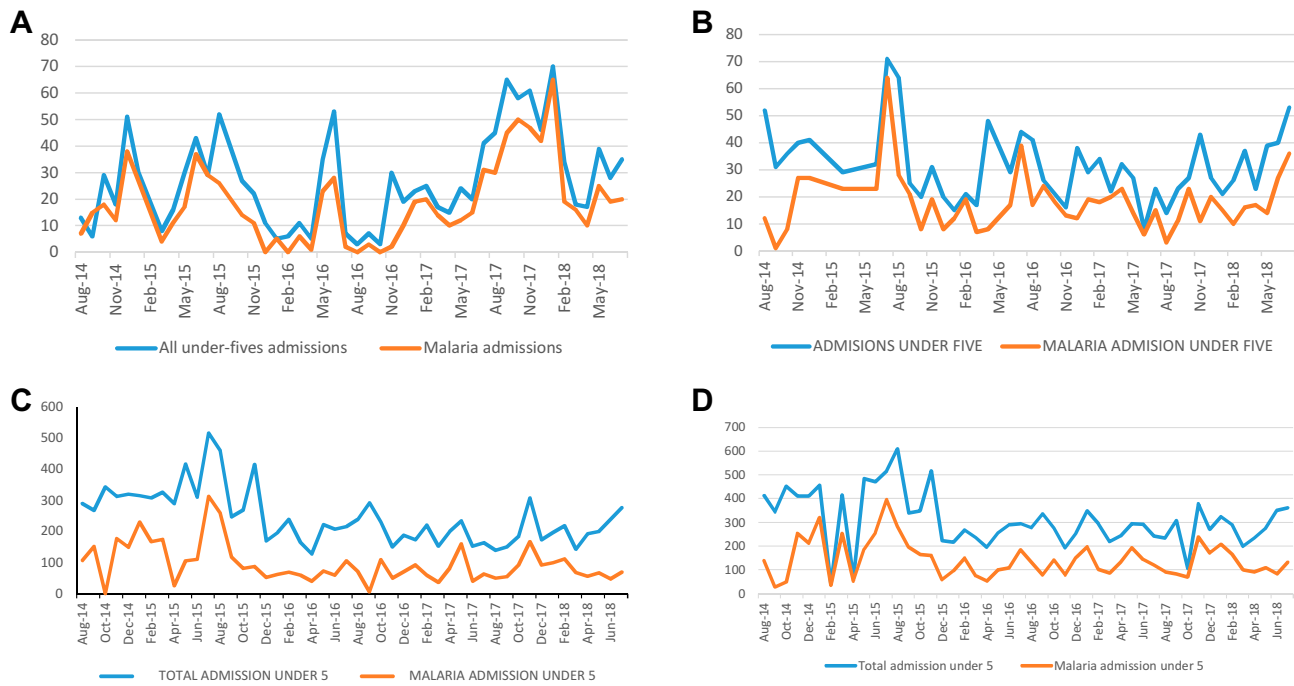 A
80
70
60
50
40
30
20
10
0
Aug-14 Nov-14 Feb-15 May-15 Aug-15 Nov-15 Feb-16 May-16 Aug-16 Nov-16 Feb-17 May-17 Aug-17 Nov-17 Feb-18 May-18
All under-fives admissions Malaria admissions
B
80
70
60
50
40
30
20
10
0
Aug-14 Nov-14 Feb-15 May-15 Aug-15 Nov-15 Feb-16 May-16 Aug-16 Nov-16 Feb-17 May-17 Aug-17 Nov-17 Feb-18 May-18
ADMISIONS UNDER FIVE MALARIA ADMISION UNDER FIVE
C
600
500
400
300
200
100
0
Aug-14 Oct-14 Dec-14 Feb-15 Apr-15 Jun-15 Aug-15 Oct-15 Dec-15 Feb-16 Apr-16 Jun-16 Aug-16 Oct-16 Dec-16 Feb-17 Apr-17 Jun-17 Aug-17 Oct-17 Dec-17 Feb-18 Apr-18 Jun-18
TOTAL ADMISSION UNDER 5 MALARIA ADMISSION UNDER 5
D
700
600
500
400
300
200
100
0
Aug-14 Oct-14 Dec-14 Feb-15 Apr-15 Jun-15 Aug-15 Oct-15 Dec-15 Feb-16 Apr-16 Jun-16 Aug-16 Oct-16 Dec-16 Feb-17 Apr-17 Jun-17 Aug-17 Oct-17 Dec-17 Feb-18 Apr-18 Jun-18
Total admission under 5 Malaria admission under 5